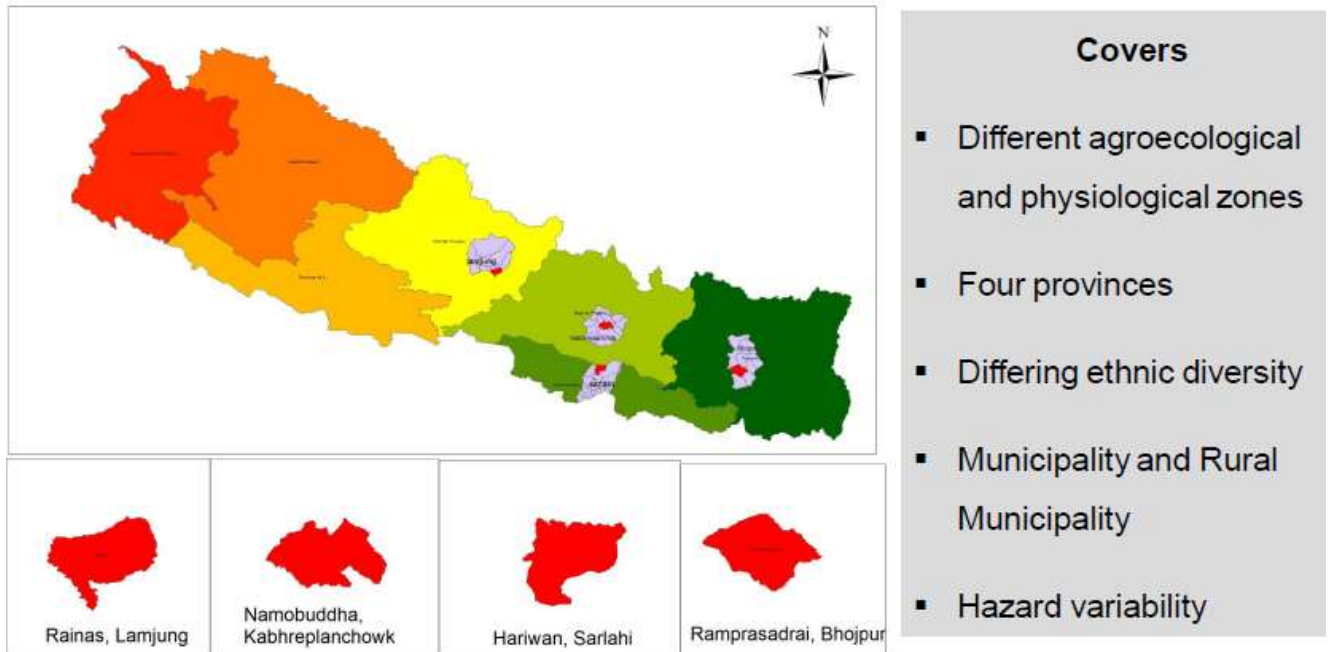 N
Covers
▪ Different agroecological
and physiological zones
▪ Four provinces
▪ Differing ethnic diversity
▪ Municipality and Rural
Municipality
▪ Hazard variability
Rainas, Lamjung
Namobuddha,
Kabhreplanchowk
Hariwan, Sarlahi
Ramprasadrai, Bhojpur